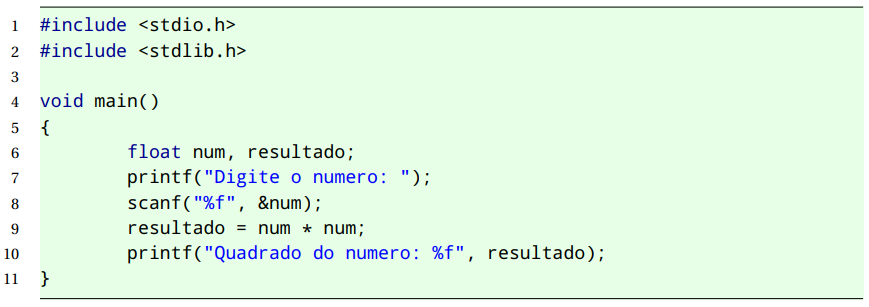 1 #include <stdio.h>
2 #include <stdlib.h>
3
4 void main()
5 {
6 float num, resultado;
7 printf("Digite o numero: ");
8 scanf("%f", &num);
9 resultado = num * num;
10 printf("Quadrado do numero: %f", resultado);
11 }